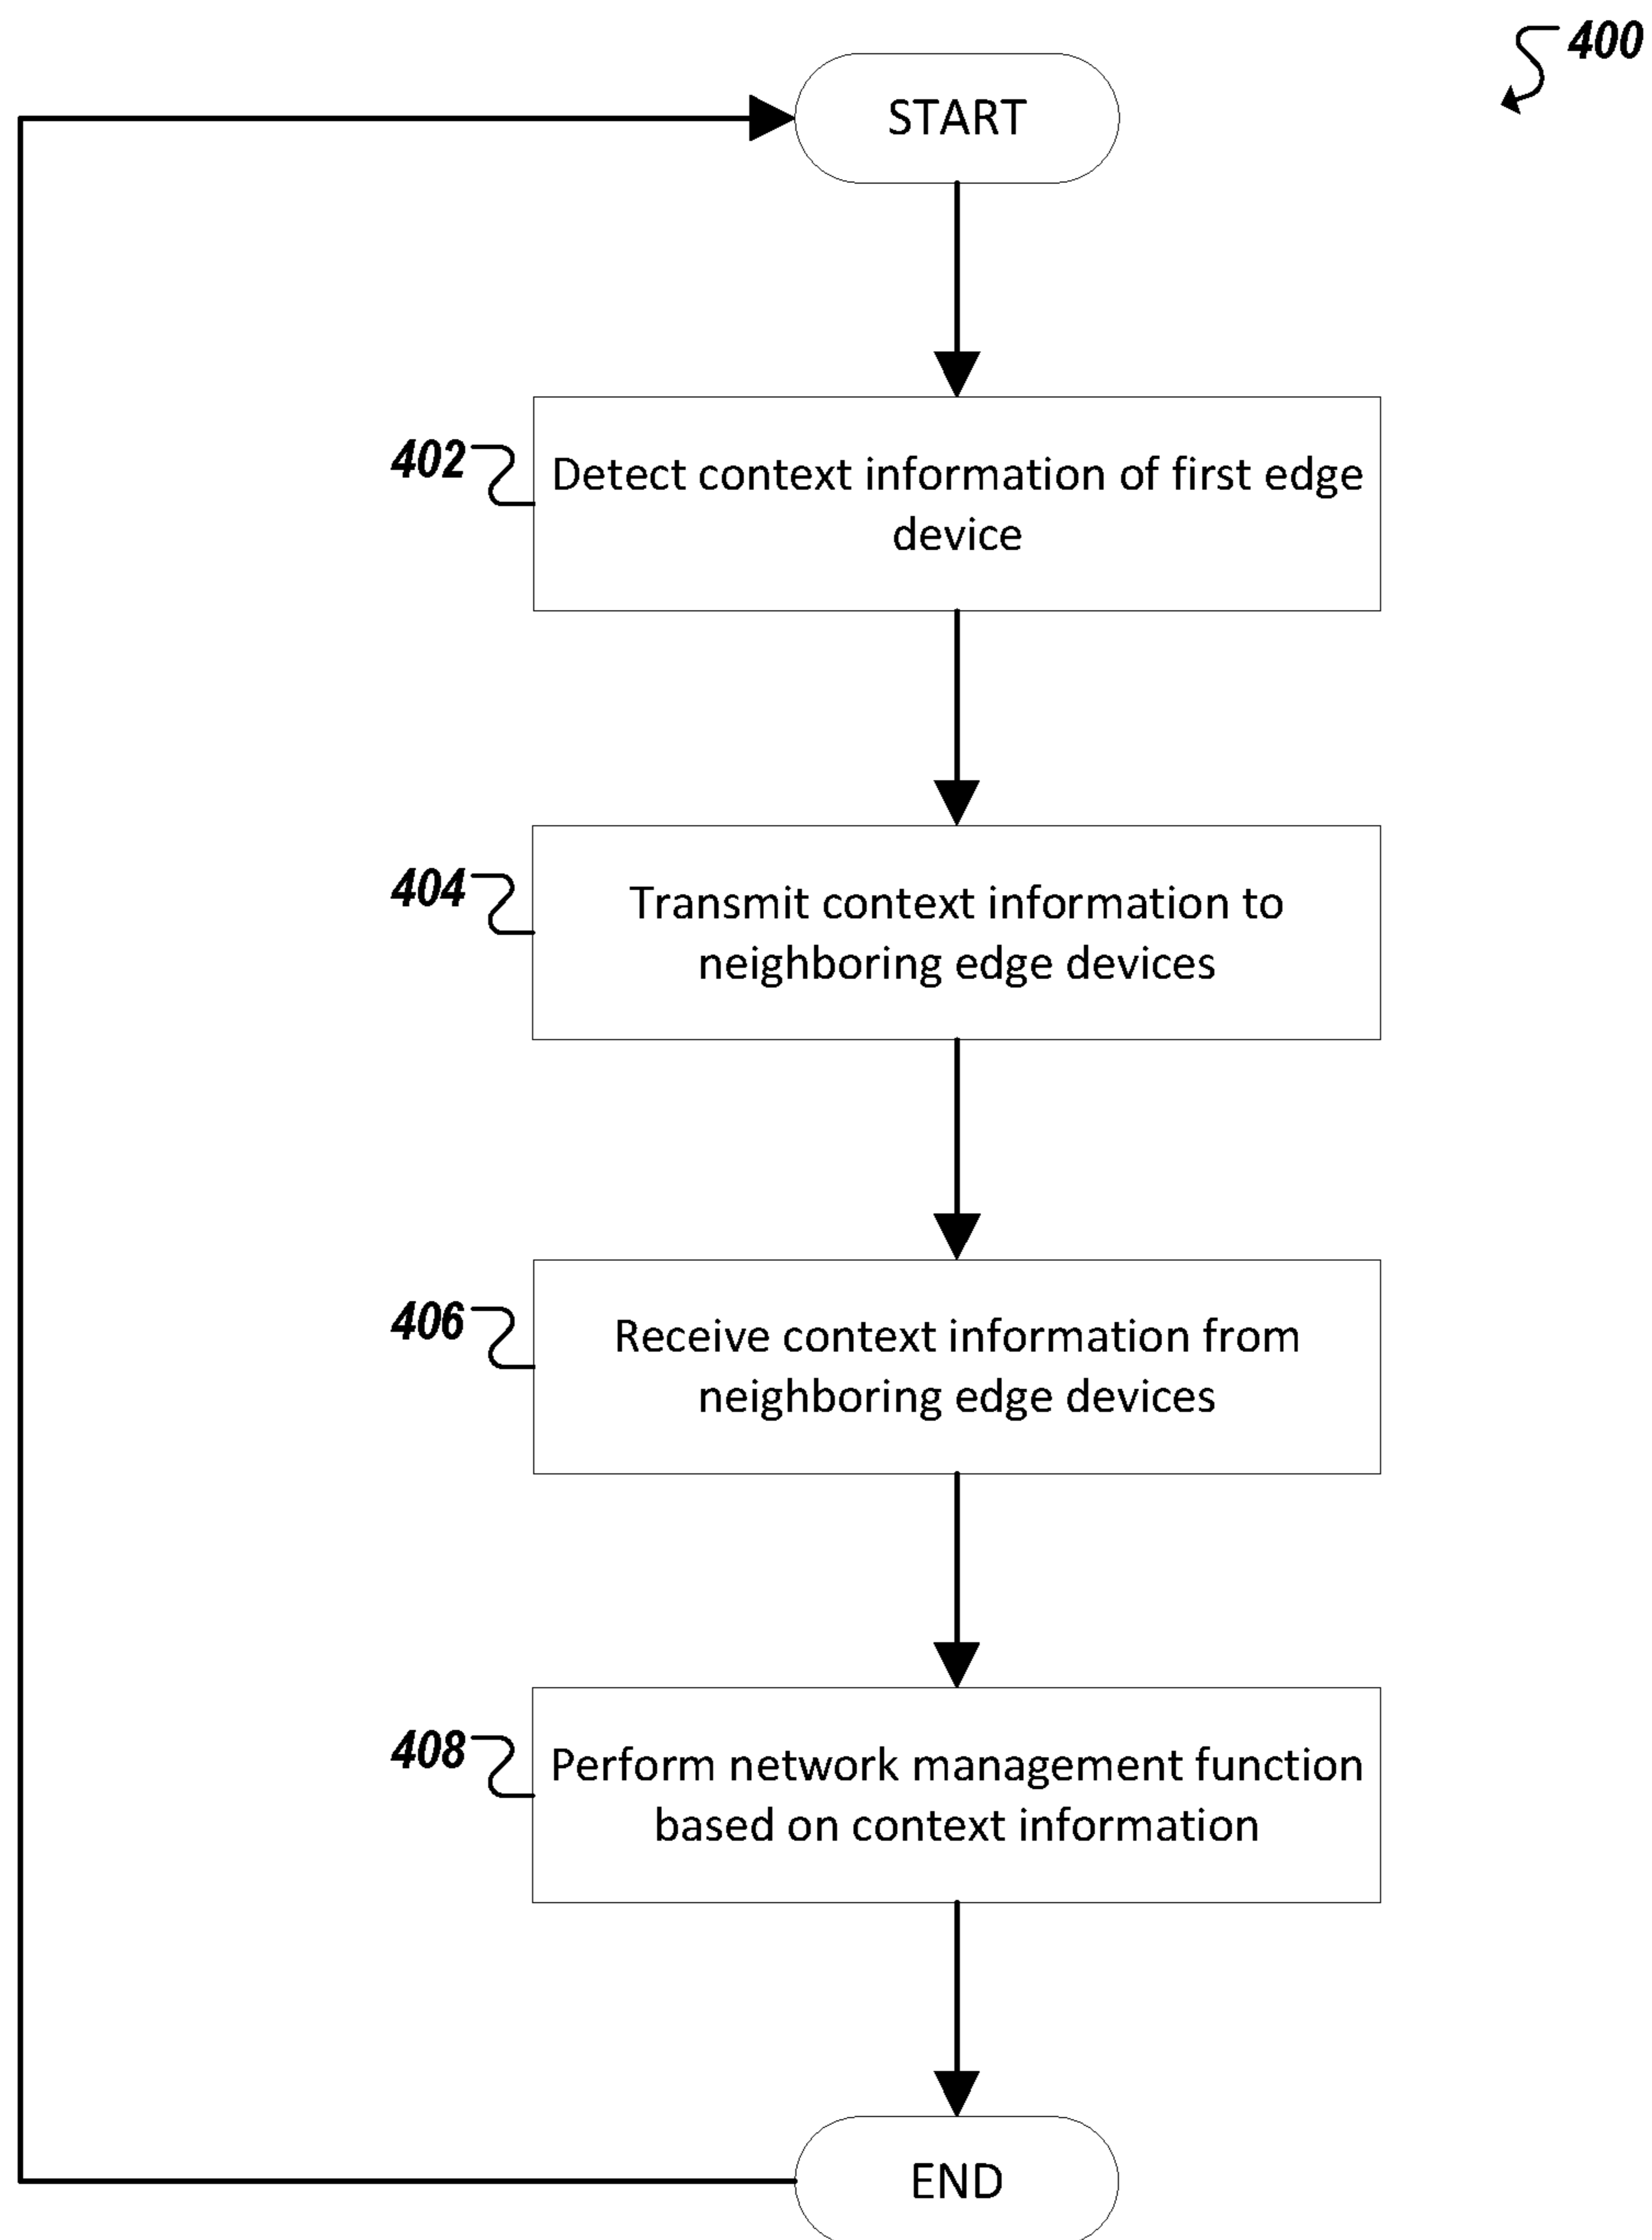 400
START
402
Detect context information of first edge
device
404
Transmit context information to
neighboring edge devices
406
Receive context information from
neighboring edge devices
408
Perform network management function
based on context information
END